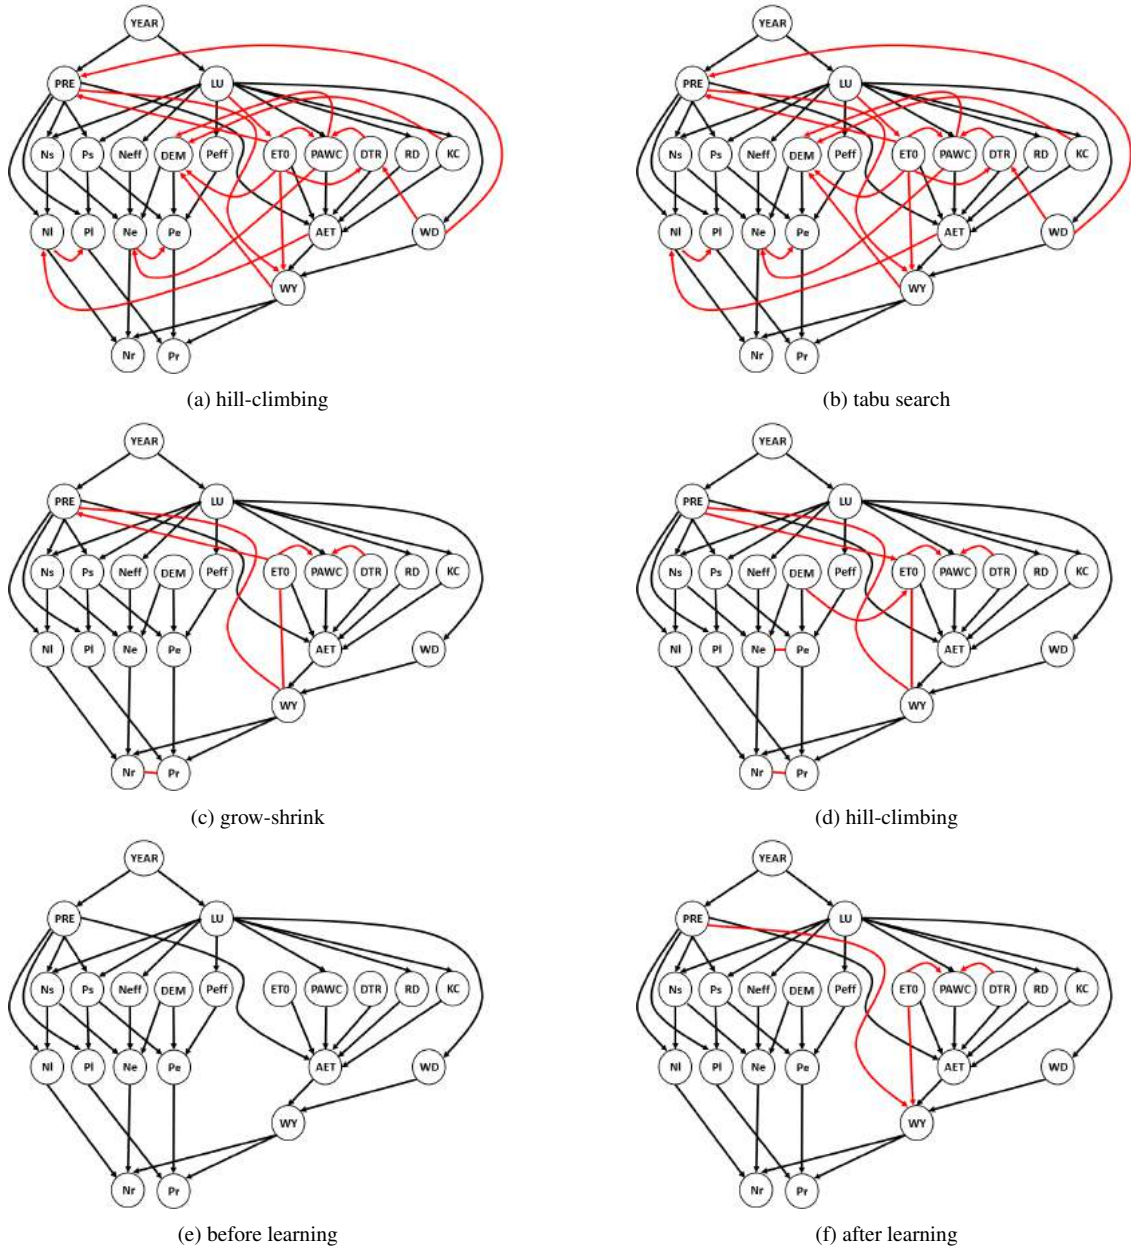 YEAR
PRE LU
Ns Ps Neff DEM Peff ET0 PAWC DTR RD KC
Nl Pl Ne Pe AET WD
WY
Nr Pr
(a) hill-climbing
YEAR
PRE LU
Ns Ps Neff DEM Peff ET0 PAWC DTR RD KC
Nl Pl Ne Pe AET WD
WY
Nr Pr
(b) tabu search
YEAR
PRE LU
Ns Ps Neff DEM Peff ET0 PAWC DTR RD KC
Nl Pl Ne Pe AET WD
WY
Nr Pr
(c) grow-shrink
YEAR
PRE LU
Ns Ps Neff DEM Peff ET0 PAWC DTR RD KC
Nl Pl Ne Pe AET WD
WY
Nr Pr
(d) hill-climbing
YEAR
PRE LU
Ns Ps Neff DEM Peff ET0 PAWC DTR RD KC
Nl Pl Ne Pe AET WD
WY
Nr Pr
(e) before learning
YEAR
PRE LU
Ns Ps Neff DEM Peff ET0 PAWC DTR RD KC
Nl Pl Ne Pe AET WD
WY
Nr Pr
(f) after learning